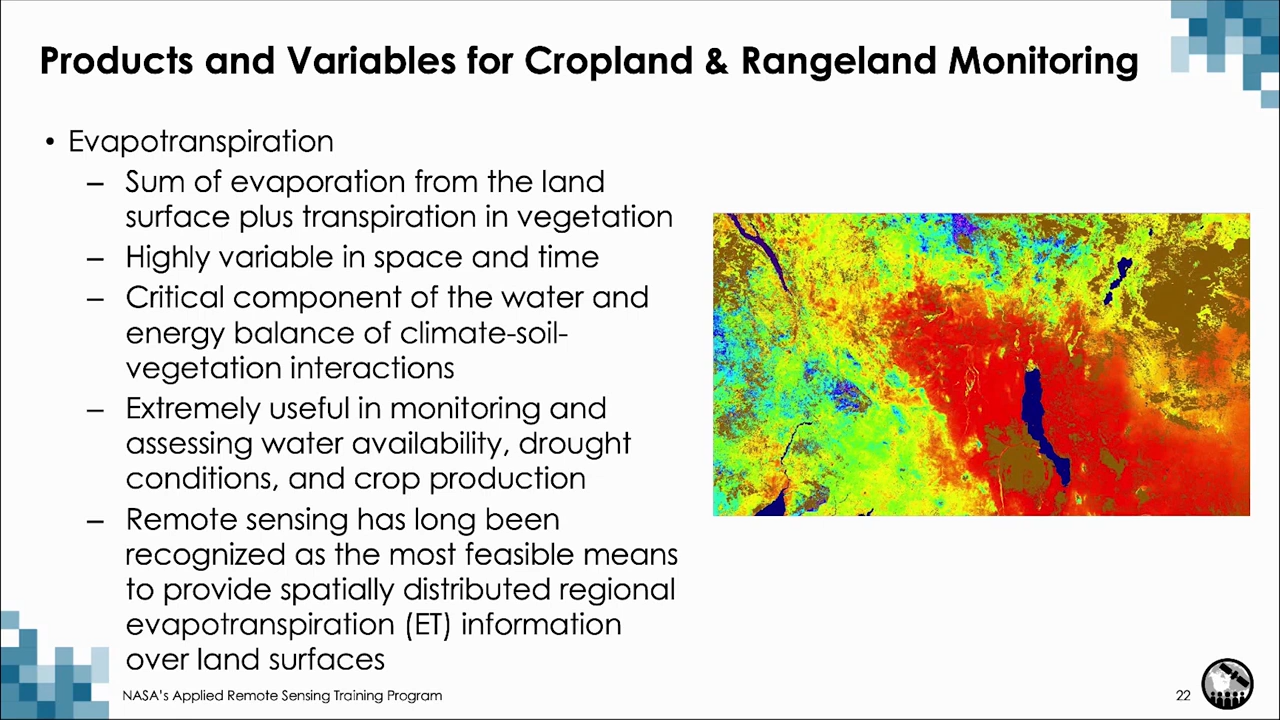 Products and Variables for Cropland & Rangeland Monitoring
• Evapotranspiration
– Sum of evaporation from the land
surface plus transpiration in vegetation
– Highly variable in space and time
– Critical component of the water and
energy balance of climate-soil-
vegetation interactions
– Extremely useful in monitoring and
assessing water availability, drought
conditions, and crop production
– Remote sensing has long been
recognized as the most feasible means
to provide spatially distributed regional
evapotranspiration (ET) information
over land surfaces
NASA's Applied Remote Sensing Training Program
22